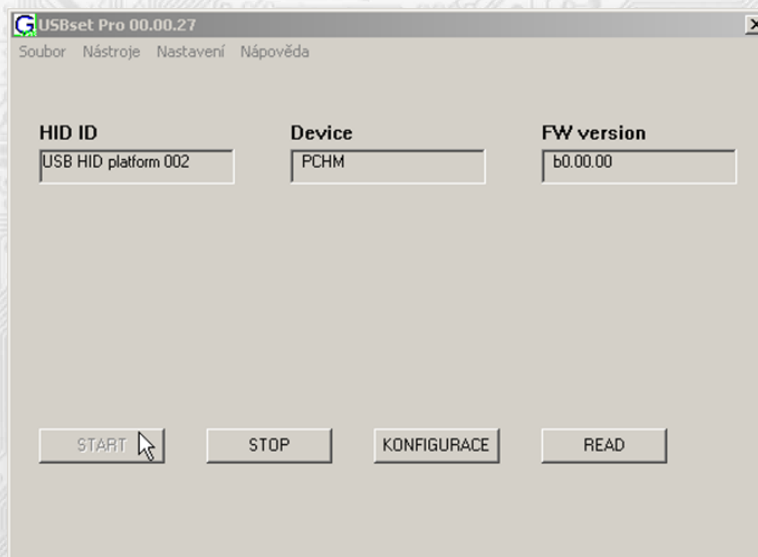 USBset Pro 00.00.27
Soubor Nástroje Nastavení Nápověda
HID ID Device FW version
USB HID platform 002 PCHM b0.00.00
START STOP KONFIGURACE READ